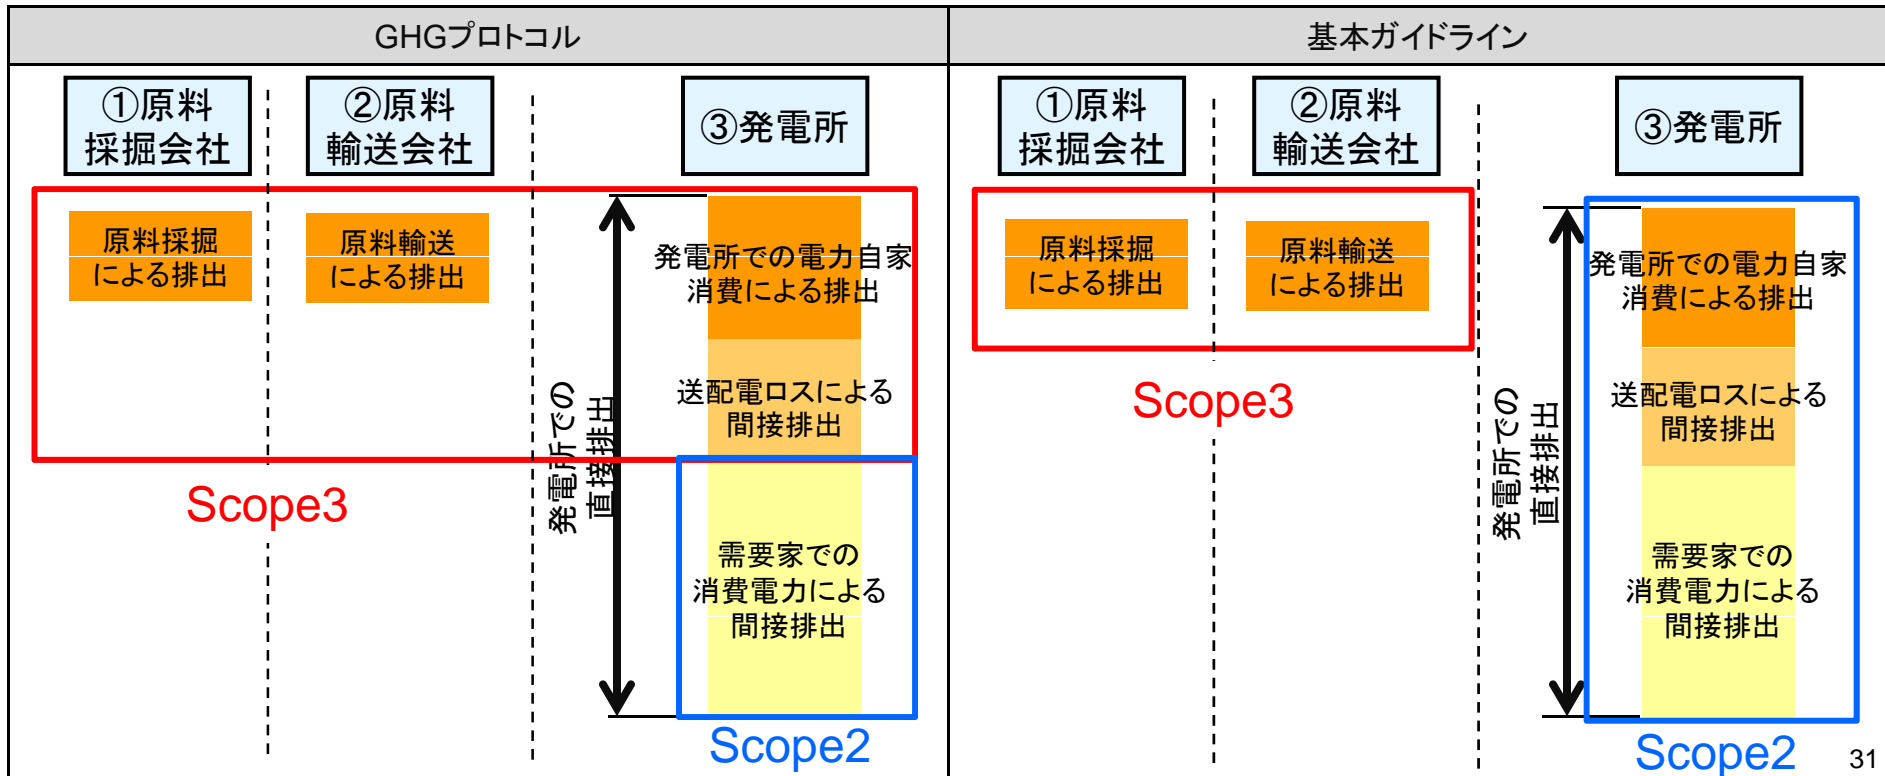 GHGプロトコル
①原料
採掘会社
②原料
輸送会社
③発電所
原料採掘
による排出
原料輸送
による排出
発電所での電力自家
消費による排出
送配電ロスによる
間接排出
発電所での
直接排出
Scope3
需要家での
消費電力による
間接排出
Scope2
基本ガイドライン
①原料
採掘会社
②原料
輸送会社
③発電所
原料採掘
による排出
原料輸送
による排出
発電所での電力自家
消費による排出
Scope3
送配電ロスによる
間接排出
発電所での
直接排出
需要家での
消費電力による
間接排出
Scope2
31